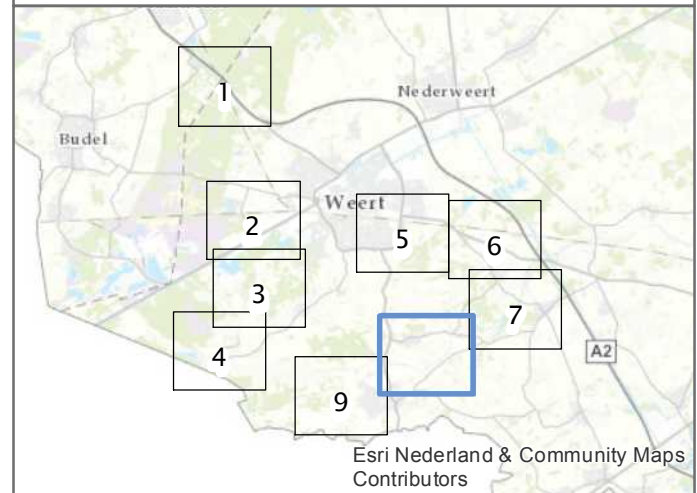 1
Nederweert
Budel
Weert
2
5
6
3
7
4
A2
9
Esri Nederland & Community Maps
Contributors